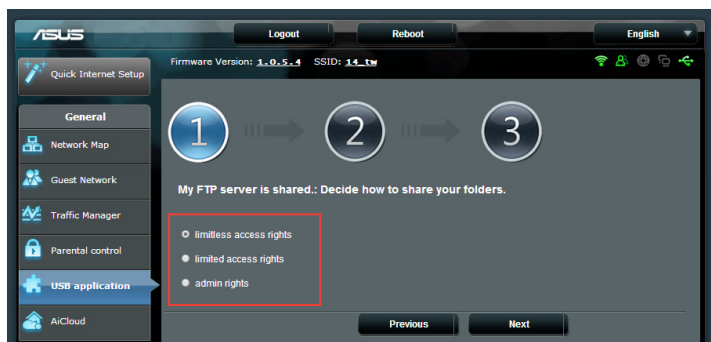 ASUS
Logout
Reboot
English
Quick Internet Setup
Firmware Version: 1.0.5.4 SSID: 14_tw
General
Network Map
Guest Network
Traffic Manager
Parental control
USB application
AiCloud
1
2
3
My FTP server is shared.: Decide how to share your folders.
limitless access rights
limited access rights
admin rights
Previous
Next